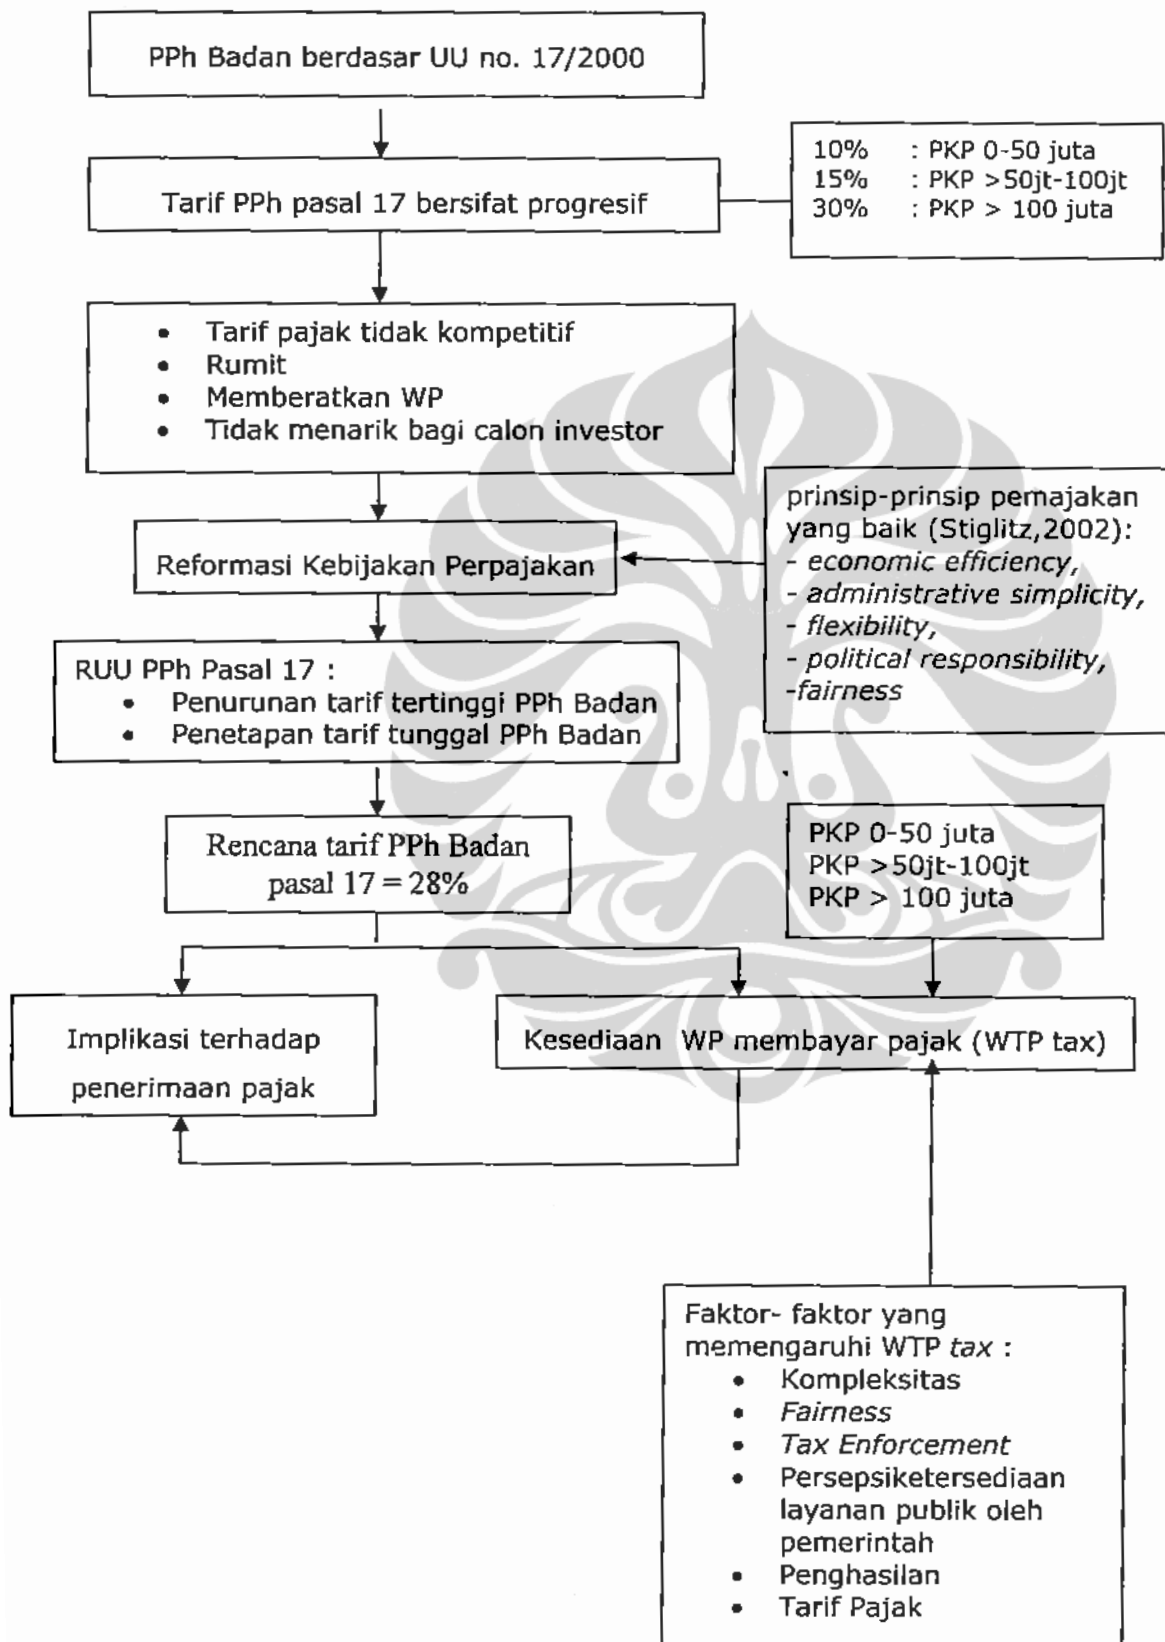 PPh Badan berdasar UU no. 17/2000
Tarif PPh pasal 17 bersifat progresif
10% : PKP 0-50 juta
15% : PKP >50jt-100jt
30% : PKP > 100 juta
• Tarif pajak tidak kompetitif
• Rumit
• Memberatkan WP
• Tidak menarik bagi calon investor
prinsip-prinsip pemajakan
yang baik (Stiglitz,2002):
- economic efficiency,
- administrative simplicity,
- flexibility,
- political responsibility,
-fairness
Reformasi Kebijakan Perpajakan
RUU PPh Pasal 17 :
• Penurunan tarif tertinggi PPh Badan
• Penetapan tarif tunggal PPh Badan
Rencana tarif PPh Badan
pasal 17 = 28%
PKP 0-50 juta
PKP >50jt-100jt
PKP > 100 juta
Implikasi terhadap
penerimaan pajak
Kesediaan WP membayar pajak (WTP tax)
Faktor- faktor yang
memengaruhi WTP tax :
• Kompleksitas
• Fairness
• Tax Enforcement
• Persepsiketersediaan
layanan publik oleh
pemerintah
• Penghasilan
• Tarif Pajak